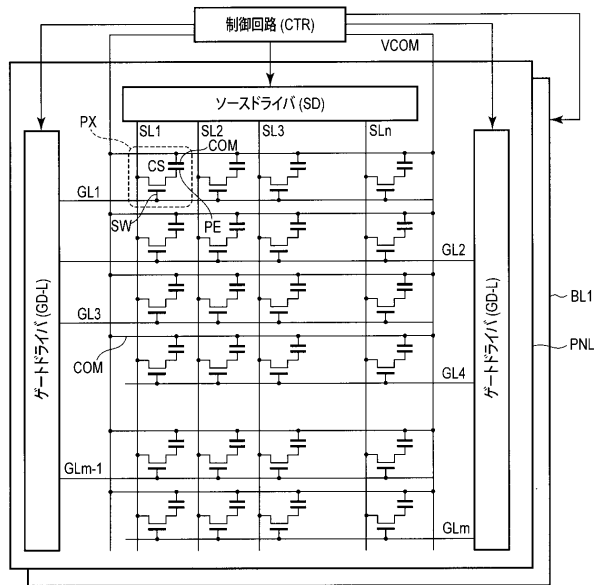 制御回路(CTR)
VCOM
ソースドライバ(SD)
SL1
SL2
SL3
SLn
PX
COM
CS
GL1
SW
PE
GL2
BL1
ゲートドライバ(GD-L)
ゲートドライバ(GD-L)
GL3
PNL
COM
GL4
GLm-1
GLm